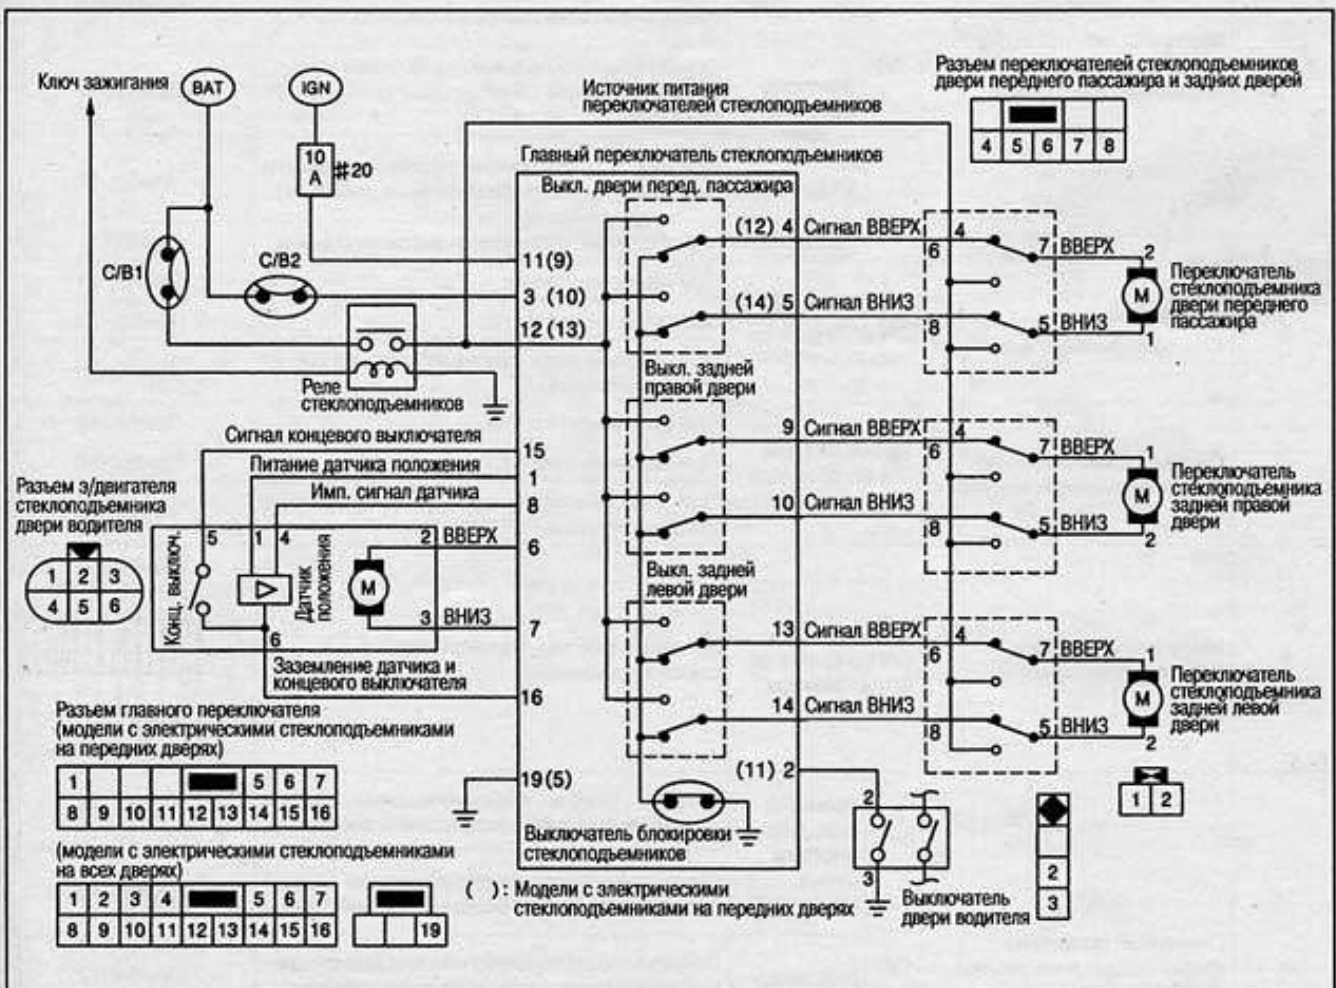 Ключ зажигания
BAT
IGN
Источник питания
переключателей стеклоподъемников
Разъем переключателей стеклоподъемников
двери переднего пассажира и задних дверей
4 5 6 7 8
10
A
#20
Главный переключатель стеклоподъемников
Выкл. двери перед. пассажира
C/B1
C/B2
11(9)
3 (10)
12 (13)
(12) 4 Сигнал ВВЕРХ
4
6
7 ВВЕРХ
2
(14) 5 Сигнал ВНИЗ
8
5 ВНИЗ
1
M
Переключатель
стеклоподъемника
двери переднего
пассажира
Реле
стеклоподъемников
Выкл. задней
правой двери
Сигнал концевого выключателя
15
Питание датчика положения
1
Имп. сигнал датчика
8
9 Сигнал ВВЕРХ
4
6
7 ВВЕРХ
1
10 Сигнал ВНИЗ
8
5 ВНИЗ
2
M
Переключатель
стеклоподъемника
задней правой
двери
Разъем э/двигателя
стеклоподъемника
двери водителя
1 2 3
4 5 6
5
1
4
2 ВВЕРХ
6
Конц. выключ.
Датчик
положения
M
3 ВНИЗ
7
6
Заземление датчика и
концевого выключателя
16
Выкл. задней
левой двери
13 Сигнал ВВЕРХ
4
6
7 ВВЕРХ
1
14 Сигнал ВНИЗ
8
5 ВНИЗ
2
M
Переключатель
стеклоподъемника
задней левой
двери
Разъем главного переключателя
(модели с электрическими стеклоподъемниками
на передних дверях)
1 5 6 7
8 9 10 11 12 13 14 15 16
19(5)
(11) 2
Выключатель блокировки
стеклоподъемников
2
3
Выключатель
двери водителя
2
3
1 2
(модели с электрическими стеклоподъемниками
на всех дверях)
1 2 3 4 5 6 7
8 9 10 11 12 13 14 15 16
19
( ): Модели с электрическими
стеклоподъемниками на передних дверях